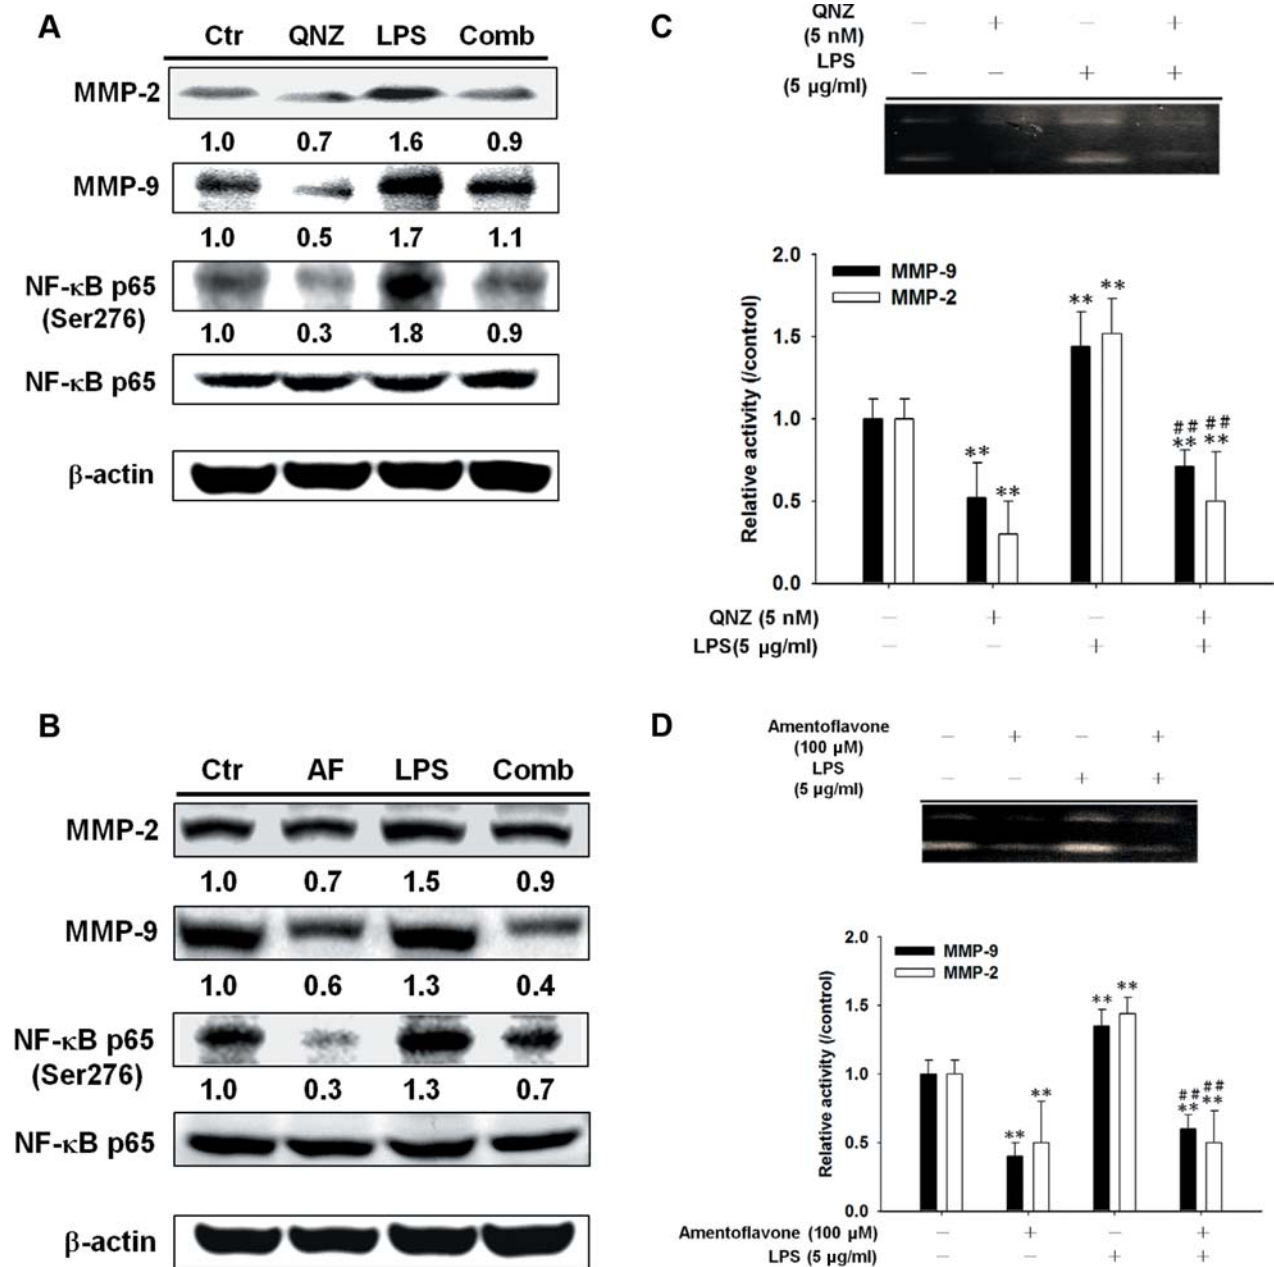 A
Ctr QNZ LPS Comb
MMP-2
1.0 0.7 1.6 0.9
MMP-9
1.0 0.5 1.7 1.1
NF-κB p65
(Ser276)
1.0 0.3 1.8 0.9
NF-κB p65
β-actin
C
QNZ
(5 nM)
– + – +
LPS
(5 µg/ml)
– – + +
2.0
1.5
1.0
0.5
0.0
Relative activity (/control)
MMP-9
MMP-2
** **
** **
## ##
** **
QNZ (5 nM) – + – +
LPS(5 µg/ml) – – + +
B
Ctr AF LPS Comb
MMP-2
1.0 0.7 1.5 0.9
MMP-9
1.0 0.6 1.3 0.4
NF-κB p65
(Ser276)
1.0 0.3 1.3 0.7
NF-κB p65
β-actin
D
Amentoflavone
(100 µM)
– + – +
LPS
(5 µg/ml)
– – + +
2.0
1.5
1.0
0.5
0.0
Relative activity (/control)
MMP-9
MMP-2
** **
** **
## ##
** **
Amentoflavone (100 µM) – + – +
LPS (5 µg/ml) – – + +